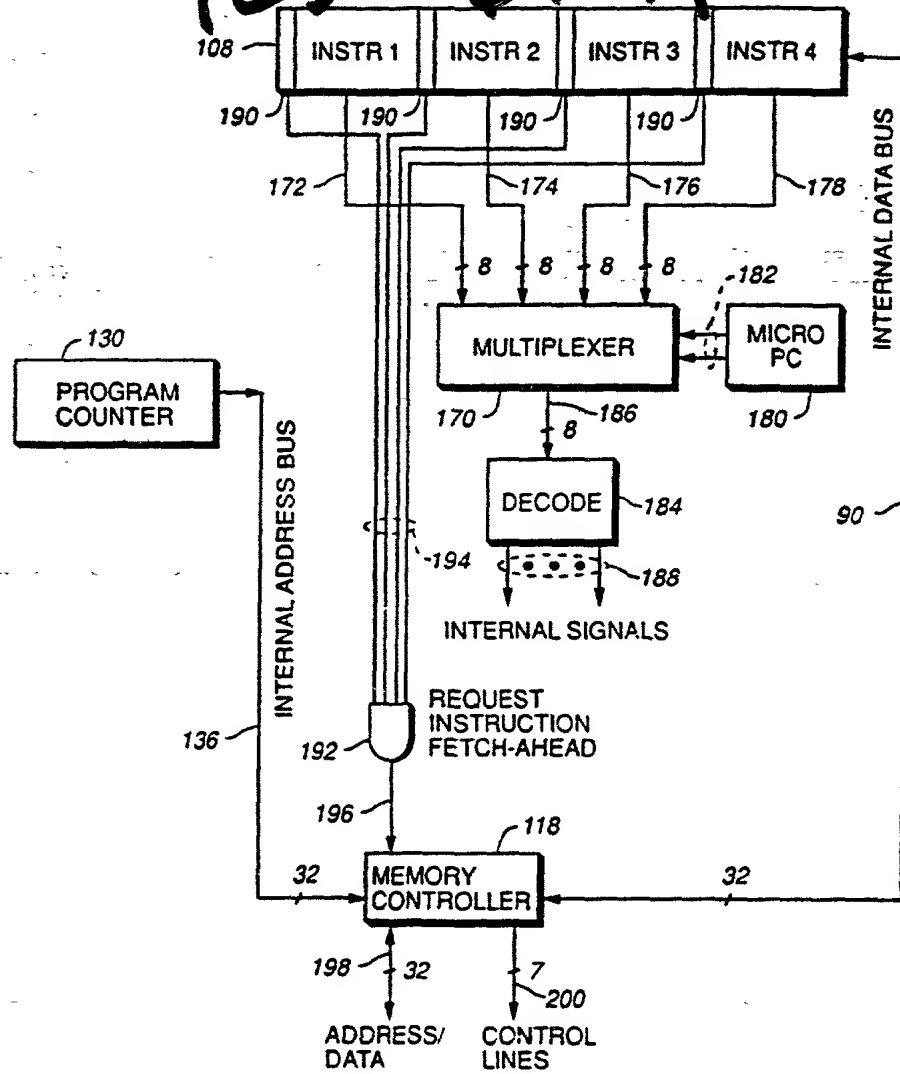 108
INSTR 1
INSTR 2
INSTR 3
INSTR 4
190
190
190
190
172
174
176
178
INTERNAL DATA BUS
8
8
8
8
182
130
MULTIPLEXER
MICRO
PC
PROGRAM
COUNTER
170
186
180
8
INTERNAL ADDRESS BUS
DECODE
184
90
194
188
INTERNAL SIGNALS
REQUEST
INSTRUCTION
FETCH-AHEAD
136
192
196
118
32
MEMORY
CONTROLLER
32
198
32
7
200
ADDRESS/
DATA
CONTROL
LINES